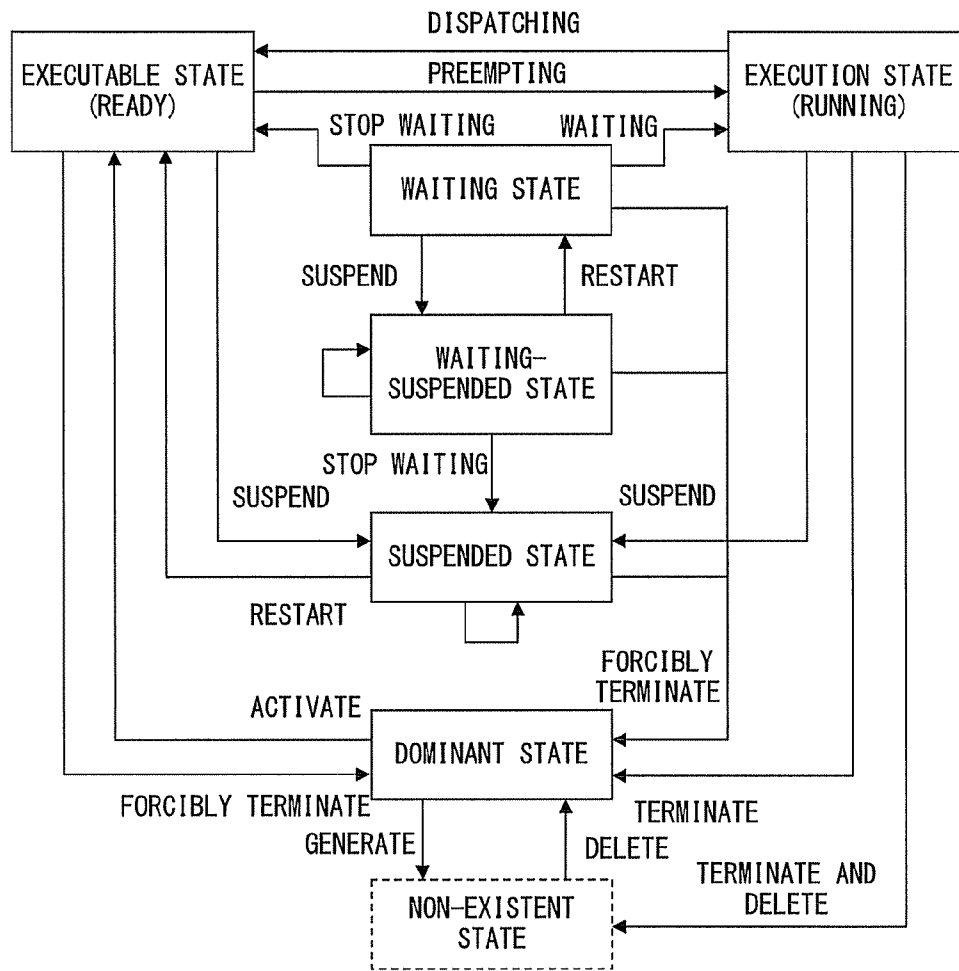 DISPATCHING
EXECUTABLE STATE
(READY)
PREEMPTING
EXECUTION STATE
(RUNNING)
STOP WAITING
WAITING
WAITING STATE
SUSPEND
RESTART
WAITING-
SUSPENDED STATE
STOP WAITING
SUSPEND
SUSPEND
SUSPENDED STATE
RESTART
FORCIBLY
TERMINATE
ACTIVATE
DOMINANT STATE
FORCIBLY TERMINATE
TERMINATE
GENERATE
DELETE
TERMINATE AND
DELETE
NON-EXISTENT
STATE